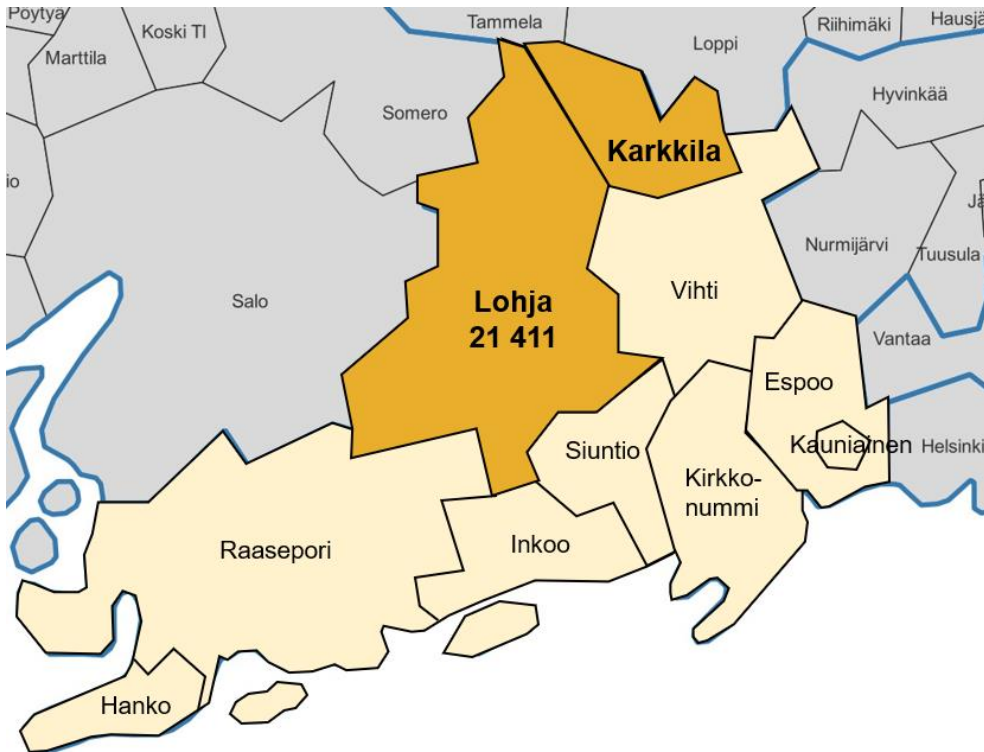 Pöytyä
Koski Tl
Tammela
Riihimäki
Hausjä
Marttila
Loppi
Hyvinkää
Somero
Karkkila
io
Jä
Nurmijärvi
Tuusula
Salo
Lohja
21 411
Vihti
Vantaa
Espoo
Siuntio
Kauniainen
Helsinki
Kirkko-
nummi
Raasepori
Inkoo
Hanko